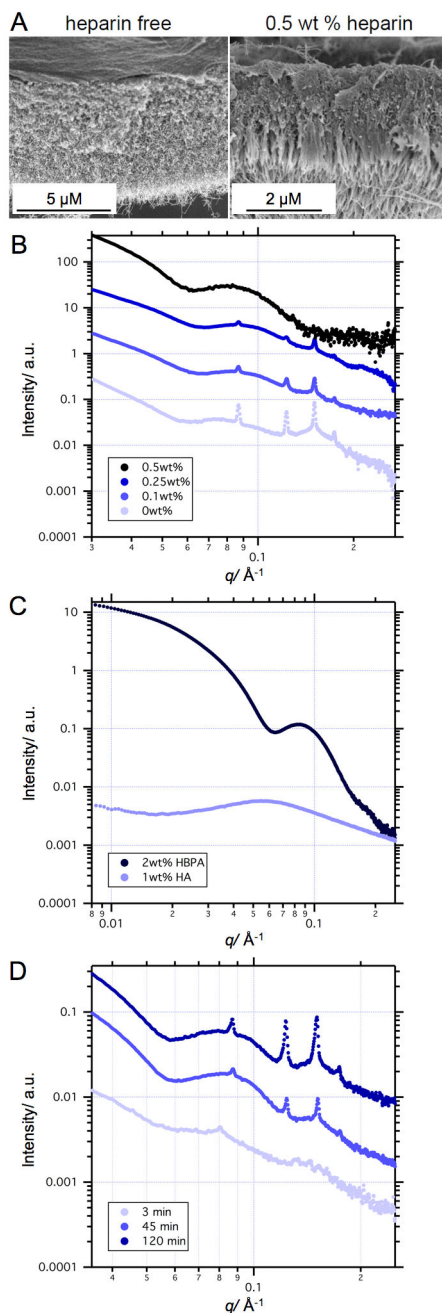 A
heparin free
0.5 wt % heparin
5 µM
2 µM
B
Intensity/ a.u.
100
10
1
0.1
0.01
0.001
0.0001
0.5wt%
0.25wt%
0.1wt%
0wt%
3 4 5 6 7 8 9 0.1 2
q/ Å-1
C
Intensity/ a.u.
10
1
0.1
0.01
0.001
0.0001
2wt% HBPA
1wt% HA
8 9 0.01 2 3 4 5 6 7 8 9 0.1 2
q/ Å-1
D
Intensity/ a.u.
0.1
0.01
0.001
0.0001
3 min
45 min
120 min
4 5 6 7 8 9 0.1 2
q/ Å-1